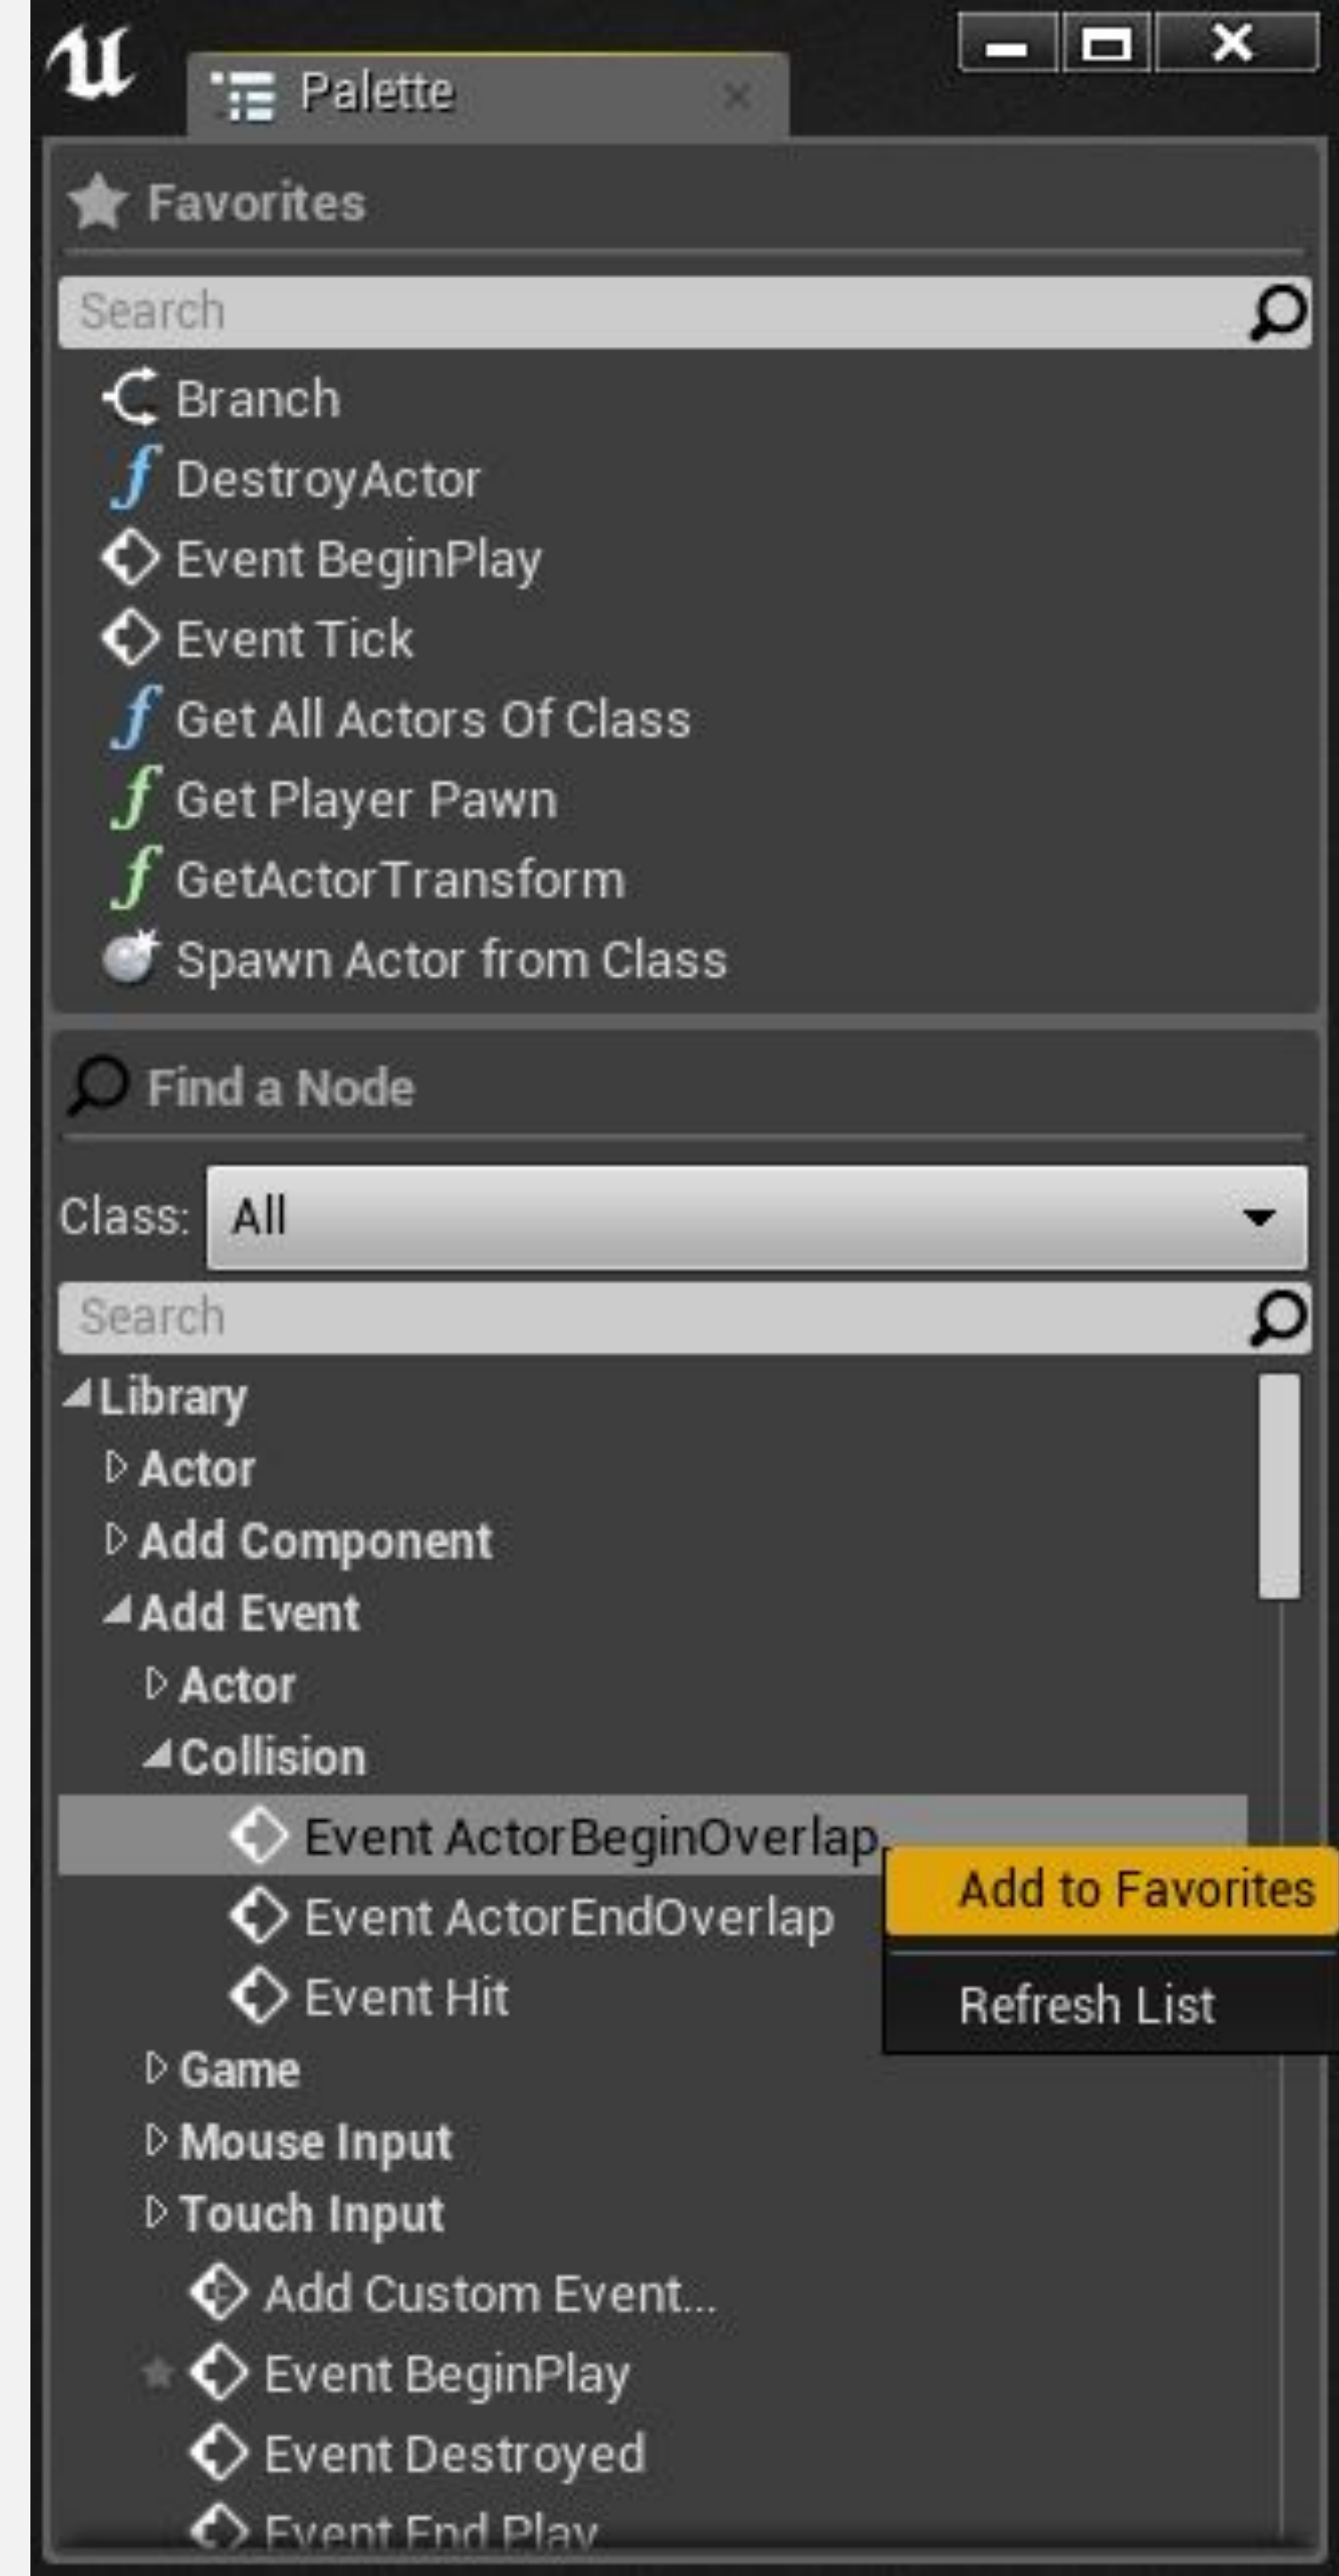 Palette
Favorites
Search
Branch
DestroyActor
Event BeginPlay
Event Tick
Get All Actors Of Class
Get Player Pawn
GetActorTransform
Spawn Actor from Class
Find a Node
Class: All
Search
Library
Actor
Add Component
Add Event
Actor
Collision
Event ActorBeginOverlap
Add to Favorites
Event ActorEndOverlap
Refresh List
Event Hit
Game
Mouse Input
Touch Input
Add Custom Event...
Event BeginPlay
Event Destroyed
Event End Play